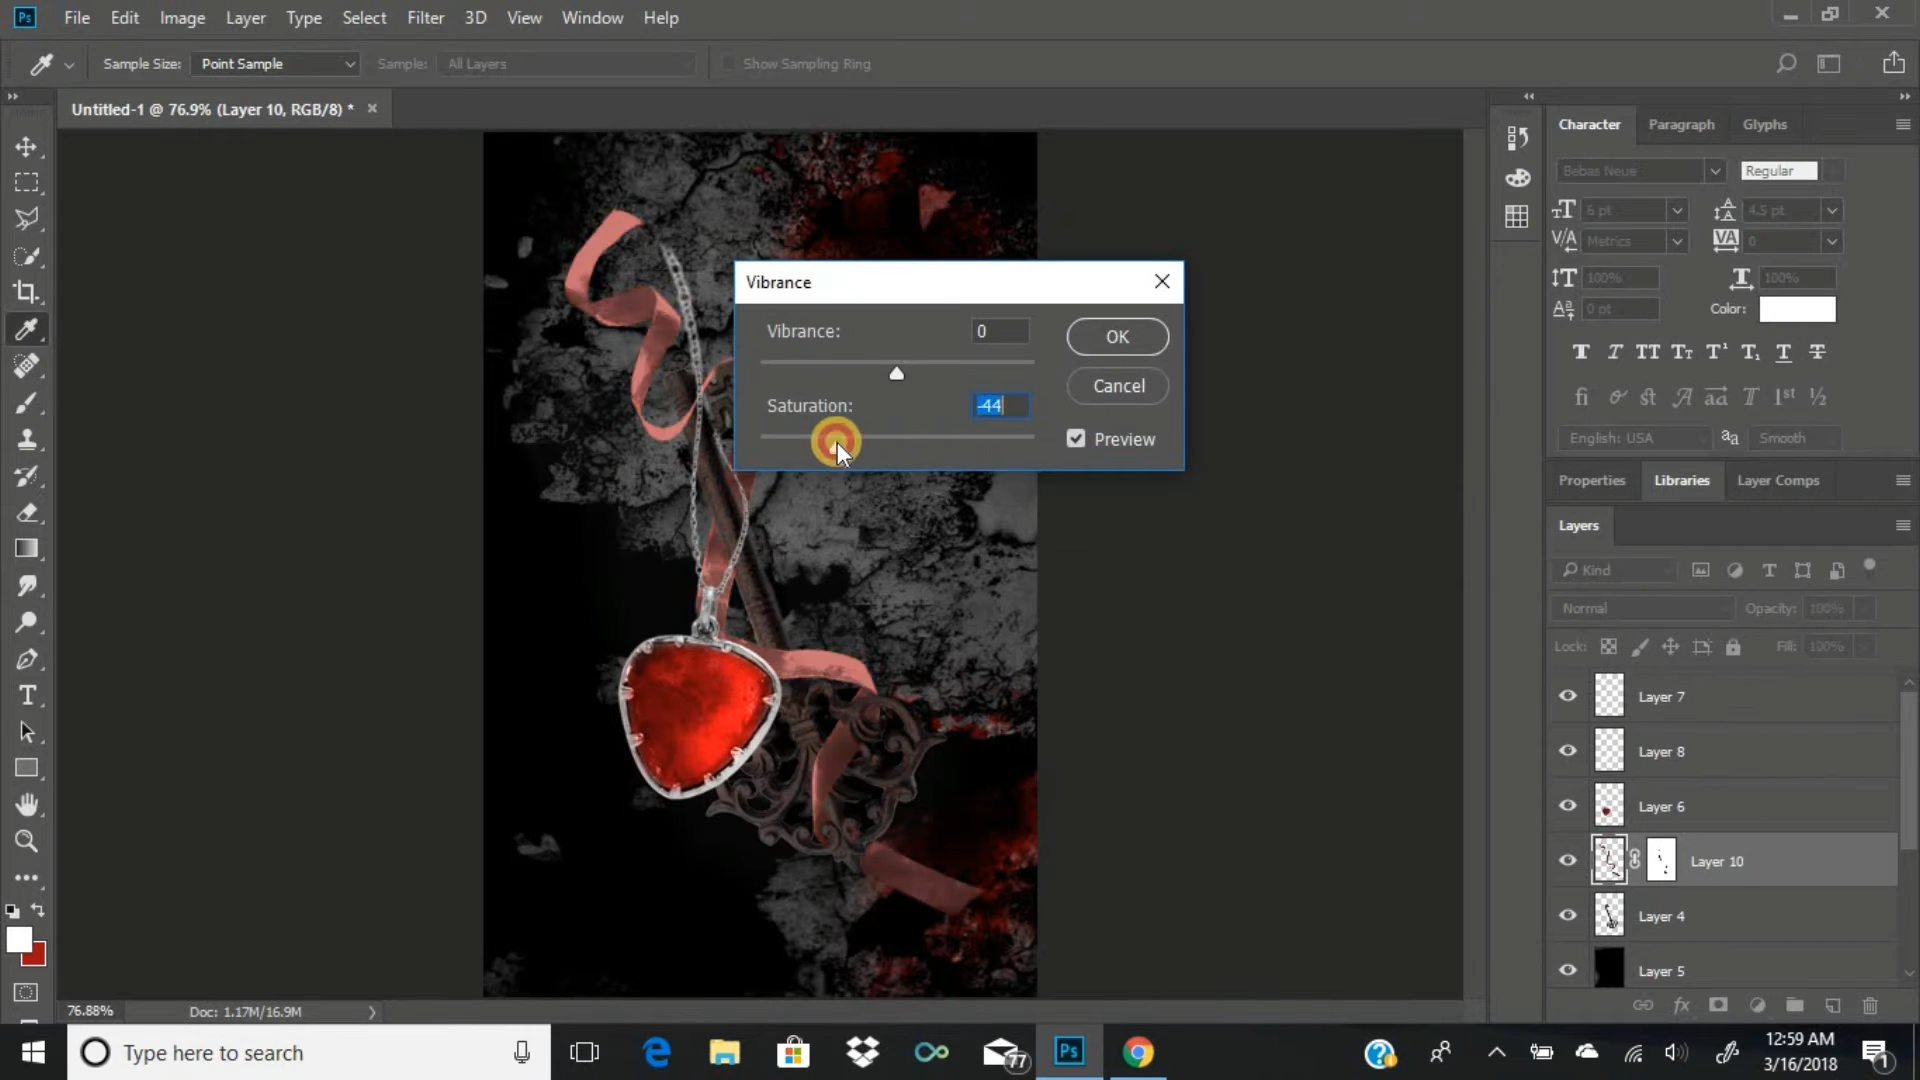 Ps File Edit Image Layer Type Select Filter 3D View Window Help
Sample Size: Point Sample Sample: All Layers Show Sampling Ring
Untitled-1 @ 76.9% (Layer 10, RGB/8) *
Character Paragraph Glyphs
Bebas Neue Regular
6 pt 4.5 pt
Metrics 0
100% 100%
0 pt Color:
English: USA Smooth
Vibrance
Vibrance: 0
OK
Cancel
Saturation: -44
Preview
Properties Libraries Layer Comps
Layers
Kind
Normal Opacity: 100%
Lock: Fill: 100%
Layer 7
Layer 8
Layer 6
Layer 10
Layer 4
Layer 5
76.88% Doc: 1.17M/16.9M
Type here to search
77
Ps
12:59 AM
3/16/2018
1